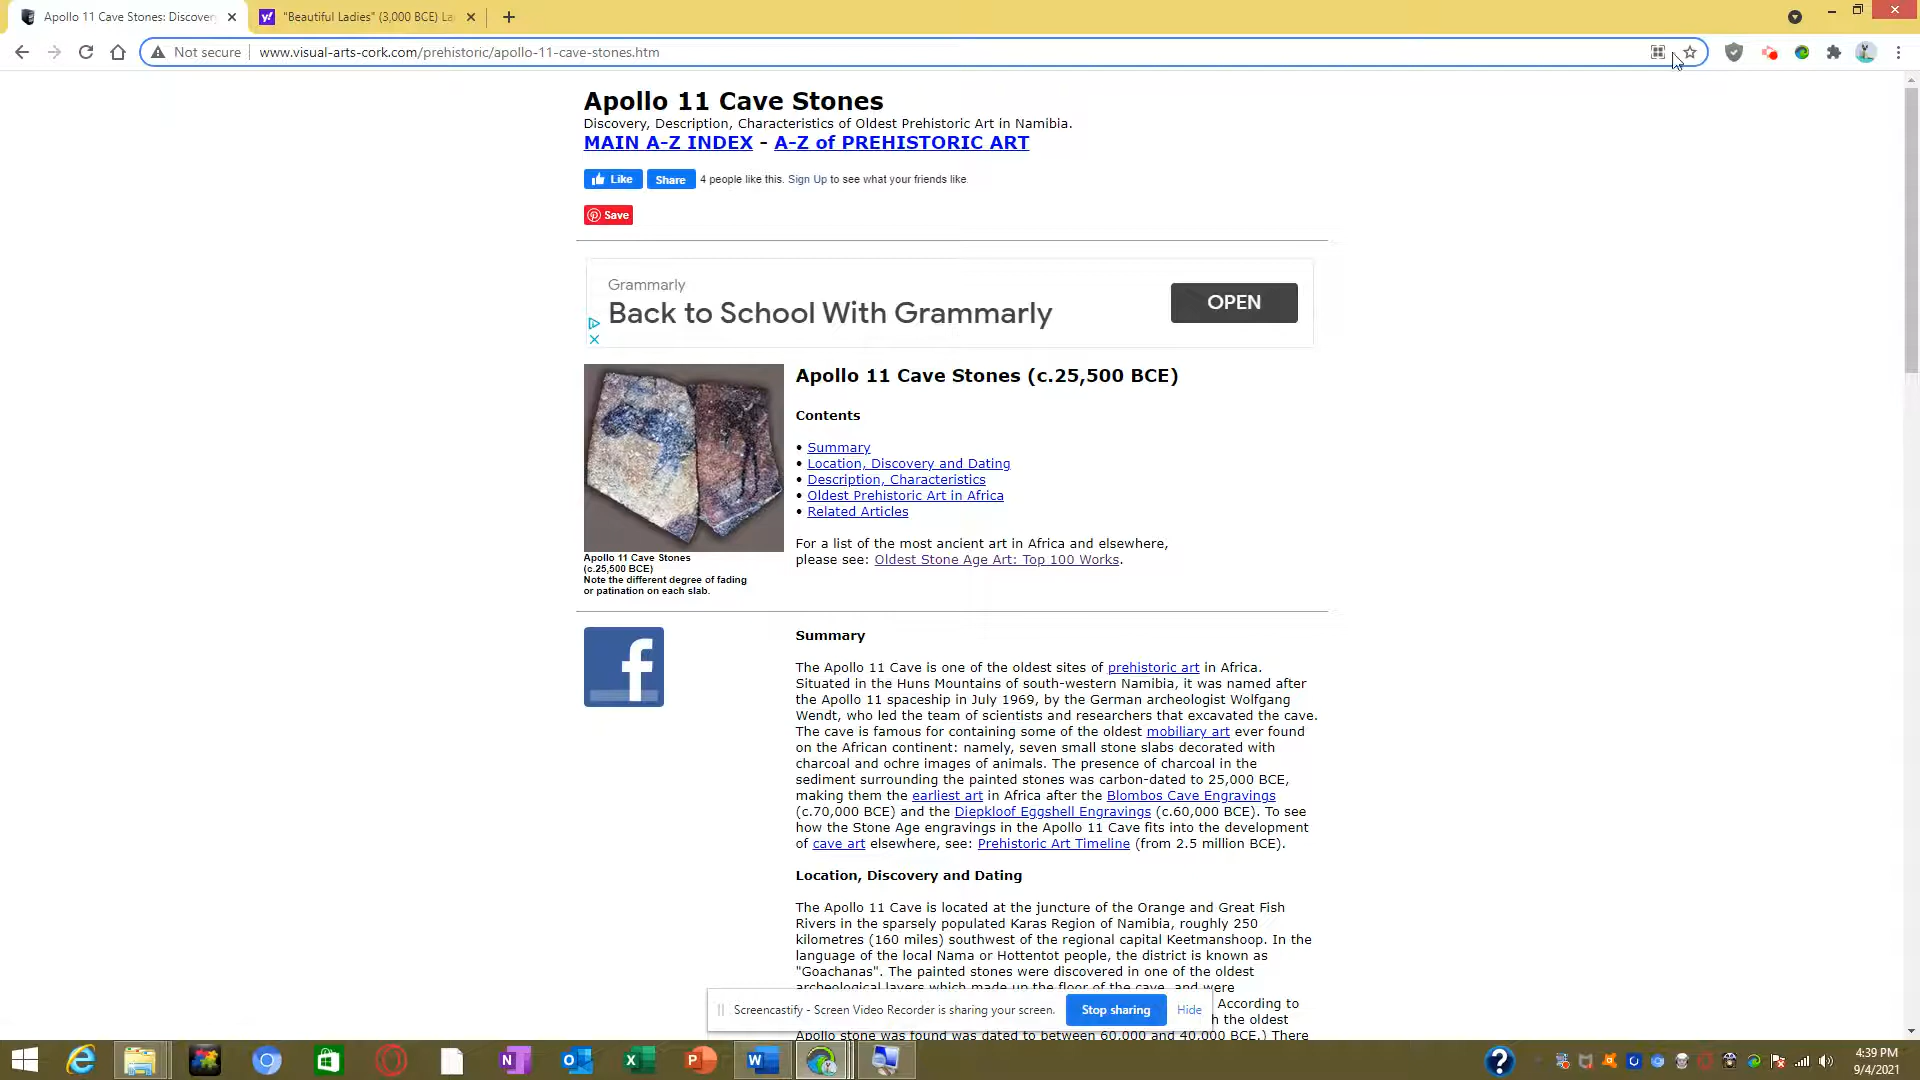 Apollo 11 Cave Stones: Discover
"Beautiful Ladies" (3,000 BCE) La
Not secure
www.visual-arts-cork.com/prehistoric/apollo-11-cave-stones.htm
Apollo 11 Cave Stones
Discovery, Description, Characteristics of Oldest Prehistoric Art in Namibia.
MAIN A-Z INDEX - A-Z of PREHISTORIC ART
Like Share 4 people like this. Sign Up to see what your friends like.
Save
Grammarly
Back to School With Grammarly
OPEN
Apollo 11 Cave Stones
(c.25,500 BCE)
Note the different degree of fading
or patination on each slab.
Apollo 11 Cave Stones (c.25,500 BCE)
Contents
• Summary
• Location, Discovery and Dating
• Description, Characteristics
• Oldest Prehistoric Art in Africa
• Related Articles
For a list of the most ancient art in Africa and elsewhere,
please see: Oldest Stone Age Art: Top 100 Works.
Summary
The Apollo 11 Cave is one of the oldest sites of prehistoric art in Africa.
Situated in the Huns Mountains of south-western Namibia, it was named after
the Apollo 11 spaceship in July 1969, by the German archeologist Wolfgang
Wendt, who led the team of scientists and researchers that excavated the cave.
The cave is famous for containing some of the oldest mobiliary art ever found
on the African continent: namely, seven small stone slabs decorated with
charcoal and ochre images of animals. The presence of charcoal in the
sediment surrounding the painted stones was carbon-dated to 25,000 BCE,
making them the earliest art in Africa after the Blombos Cave Engravings
(c.70,000 BCE) and the Diepkloof Eggshell Engravings (c.60,000 BCE). To see
how the Stone Age engravings in the Apollo 11 Cave fits into the development
of cave art elsewhere, see: Prehistoric Art Timeline (from 2.5 million BCE).
Location, Discovery and Dating
The Apollo 11 Cave is located at the juncture of the Orange and Great Fish
Rivers in the sparsely populated Karas Region of Namibia, roughly 250
kilometres (160 miles) southwest of the regional capital Keetmanshoop. In the
language of the local Nama or Hottentot people, the district is known as
"Goachanas". The painted stones were discovered in one of the oldest
archeological layers which made up the floor of the cave, and were
According to
h the oldest
Apollo stone was found was dated to between 60,000 and 40,000 BCE.) There
Screencastify - Screen Video Recorder is sharing your screen. Stop sharing Hide
4:39 PM
9/4/2021